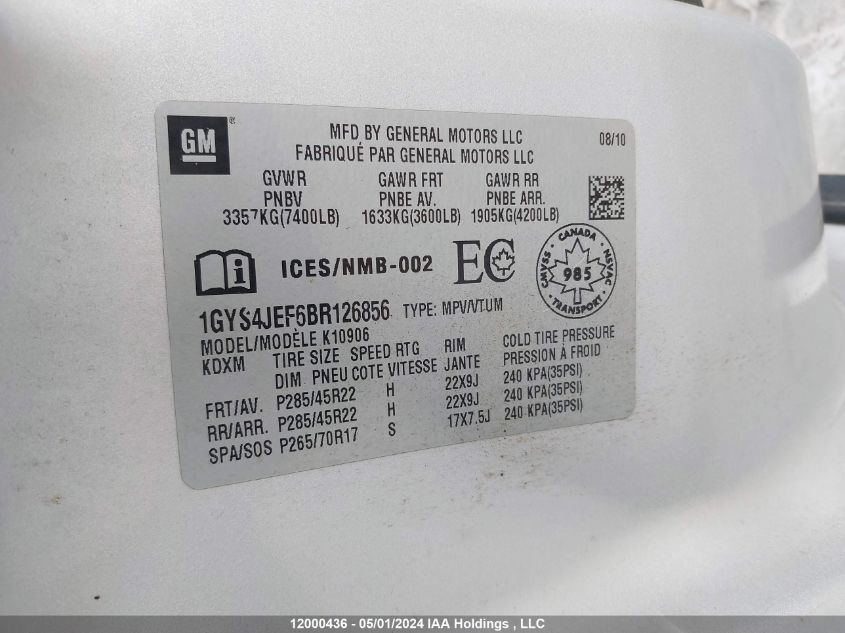 GM ®
MFD BY GENERAL MOTORS LLC 08/10
FABRIQUÉ PAR GENERAL MOTORS LLC
GVWR GAWR FRT GAWR RR
PNBV PNBE AV. PNBE ARR.
3357KG(7400LB) 1633KG(3600LB) 1905KG(4200LB)
ICES/NMB-002 EC
CANADA
CMVSS 985 NSVAC
TRANSPORT
1GYS4JEF6BR126856 TYPE: MPV/VTUM
MODEL/MODÈLE K10906
KDXM TIRE SIZE SPEED RTG RIM COLD TIRE PRESSURE
DIM. PNEU COTE VITESSE JANTE PRESSION À FROID
FRT/AV. P285/45R22 H 22X9J 240 KPA(35PSI)
RR/ARR. P285/45R22 H 22X9J 240 KPA(35PSI)
SPA/SOS P265/70R17 S 17X7.5J 240 KPA(35PSI)
12000436 - 05/01/2024 IAA Holdings , LLC